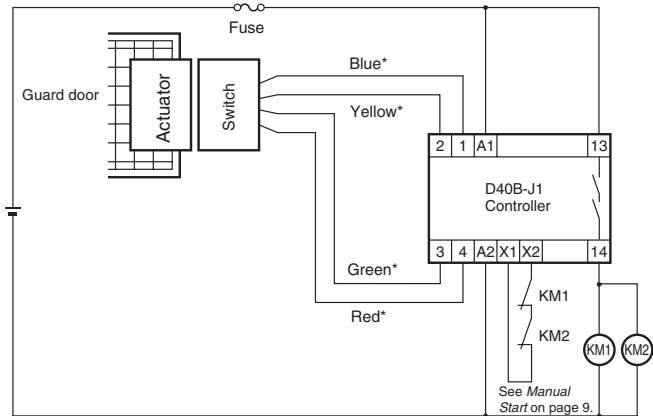 Fuse
Blue*
Guard door
Actuator
Switch
Yellow*
2 1 A1 13
D40B-J1
Controller
3 4 A2 X1 X2 14
Green*
Red*
KM1
KM2
KM1 KM2
See Manual
Start on page 9.